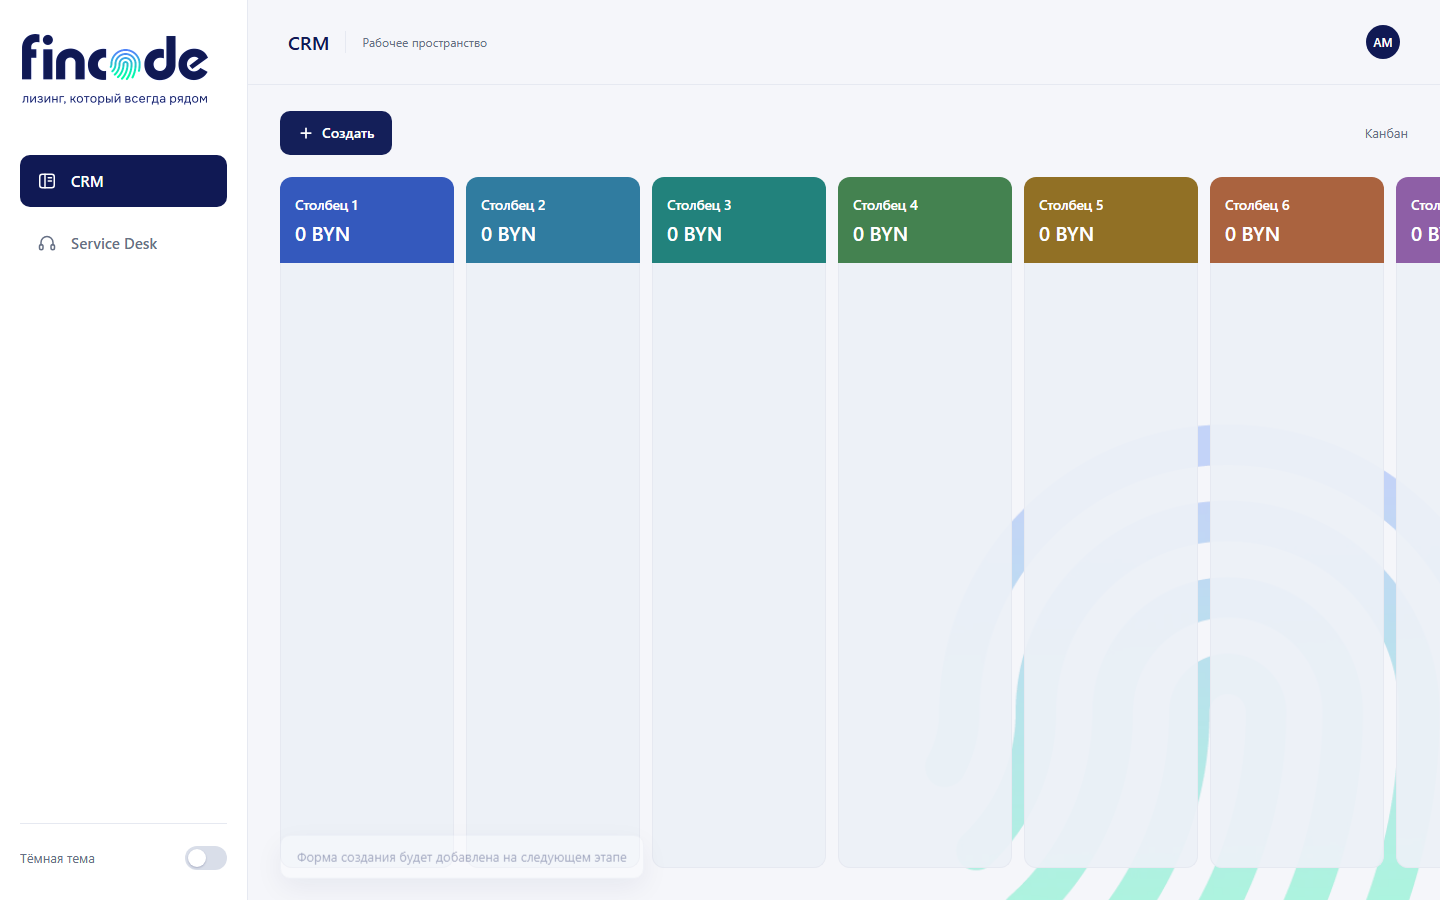 fincode
лизинг, который всегда рядом
CRM
Service Desk
Тёмная тема
CRM
Рабочее пространство
AM
+ Создать
Канбан
Столбец 1
0 BYN
Столбец 2
0 BYN
Столбец 3
0 BYN
Столбец 4
0 BYN
Столбец 5
0 BYN
Столбец 6
0 BYN
Стол
0 B
Форма создания будет добавлена на следующем этапе